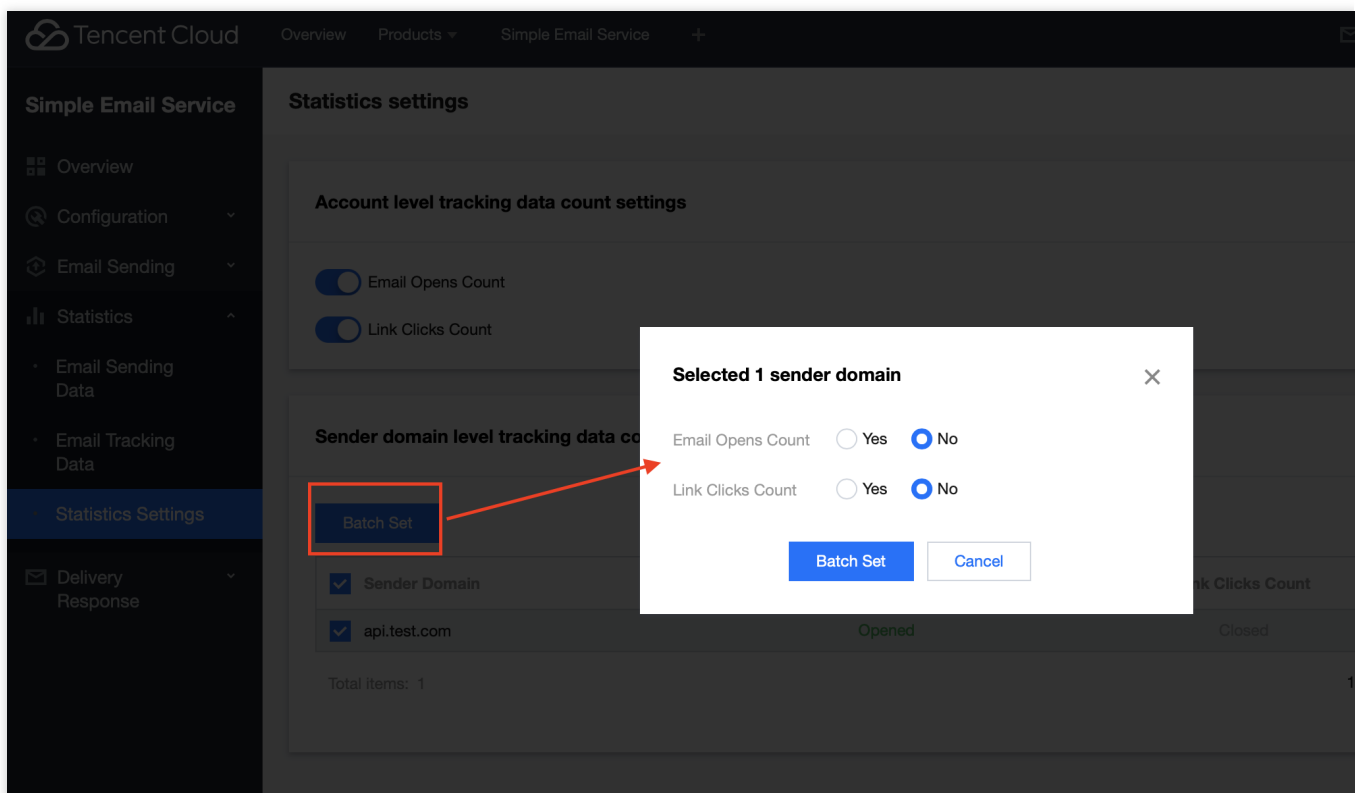 Tencent Cloud
Overview Products Simple Email Service +
Simple Email Service
Overview
Configuration
Email Sending
Statistics
Email Sending
Data
Email Tracking
Data
Statistics Settings
Delivery
Response
Statistics settings
Account level tracking data count settings
Email Opens Count
Link Clicks Count
Sender domain level tracking data
Batch Set
Sender Domain
Clicks Count
api.test.com Opened Closed
Total items: 1
1
Selected 1 sender domain
Email Opens Count Yes No
Link Clicks Count Yes No
Batch Set Cancel